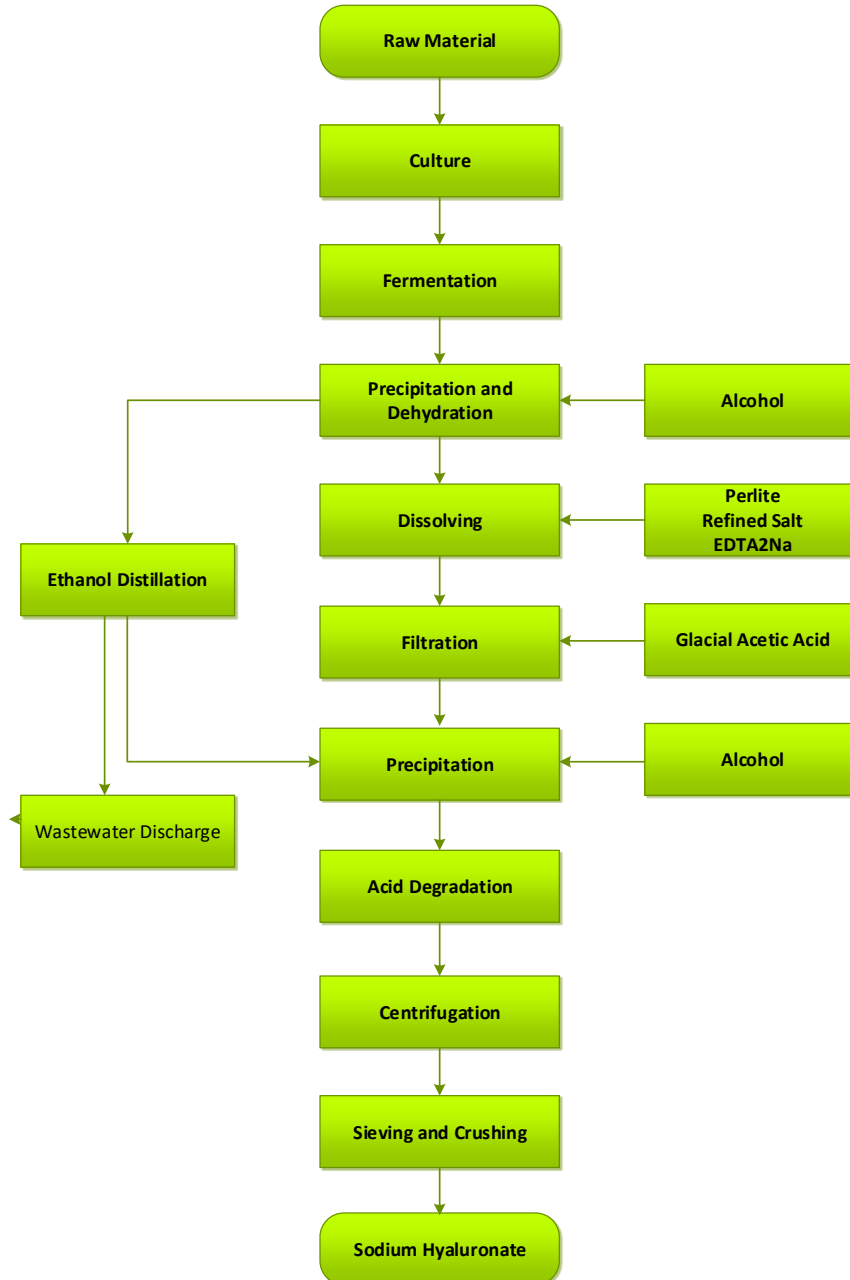 Raw Material
Culture
Fermentation
Precipitation and
Dehydration
Alcohol
Dissolving
Perlite
Refined Salt
EDTA2Na
Ethanol Distillation
Filtration
Glacial Acetic Acid
Precipitation
Alcohol
Wastewater Discharge
Acid Degradation
Centrifugation
Sieving and Crushing
Sodium Hyaluronate